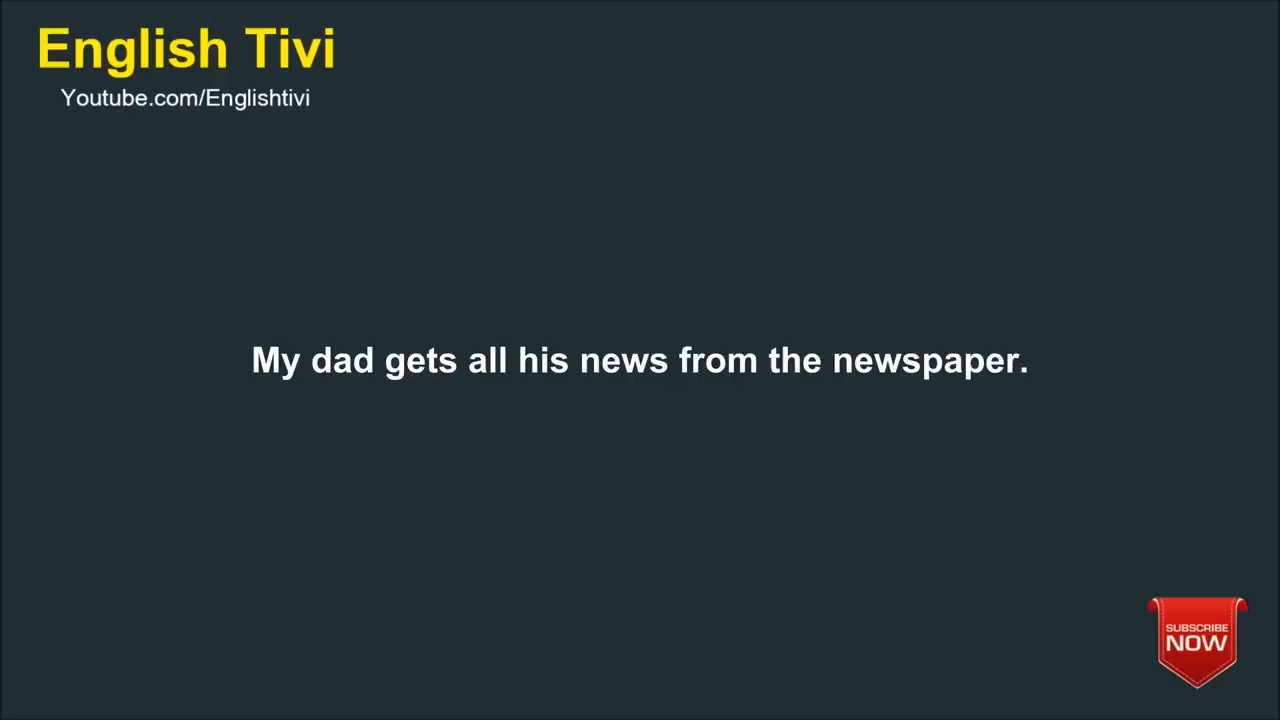 English Tivi
Youtube.com/Englishtivi
My dad gets all his news from the newspaper.
SUBSCRIBE
NOW